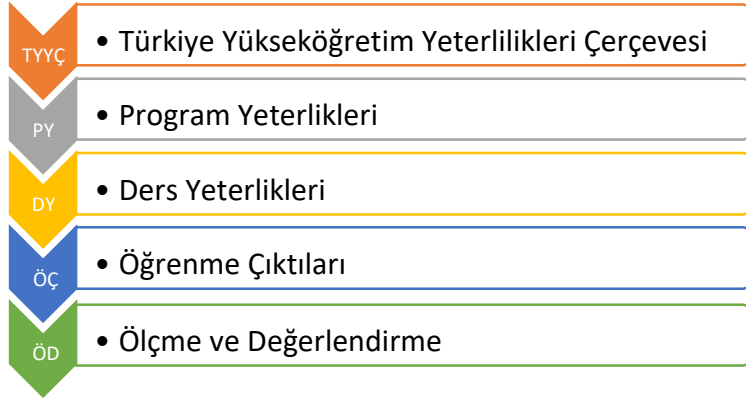 TYYÇ
• Türkiye Yükseköğretim Yeterlilikleri Çerçevesi
PY
• Program Yeterlikleri
DY
• Ders Yeterlikleri
ÖÇ
• Öğrenme Çıktıları
ÖD
• Ölçme ve Değerlendirme